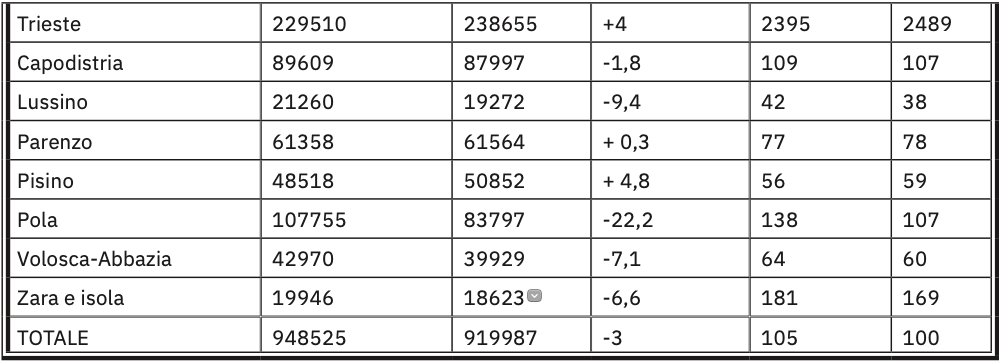 Trieste 229510 238655 +4 2395 2489
Capodistria 89609 87997 -1,8 109 107
Lussino 21260 19272 -9,4 42 38
Parenzo 61358 61564 + 0,3 77 78
Pisino 48518 50852 + 4,8 56 59
Pola 107755 83797 -22,2 138 107
Volosca-Abbazia 42970 39929 -7,1 64 60
Zara e isola 19946 18623 -6,6 181 169
TOTALE 948525 919987 -3 105 100